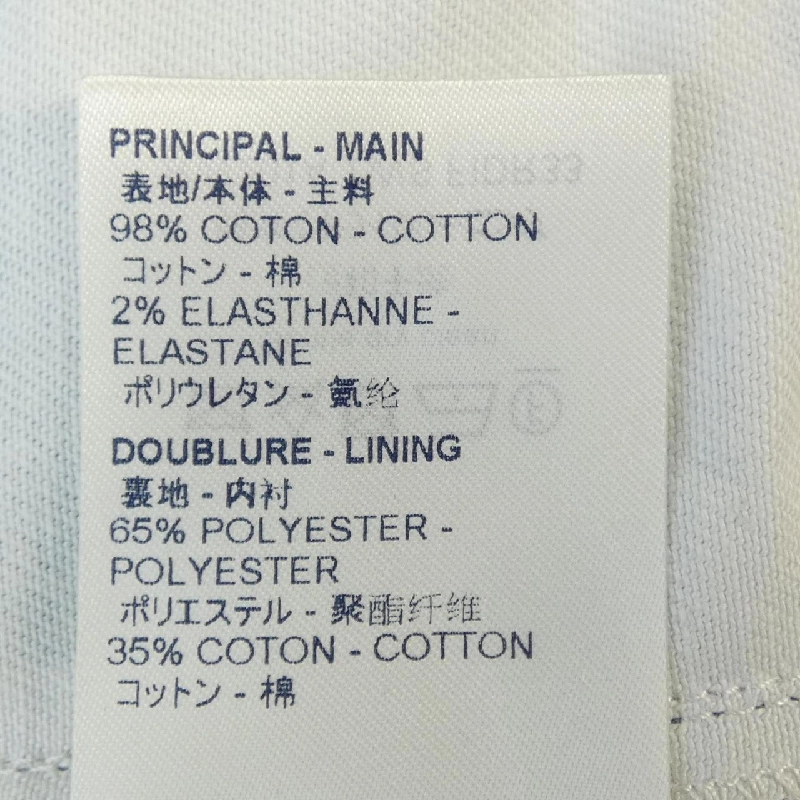 PRINCIPAL - MAIN
表地/本体 - 主料
98% COTON - COTTON
コットン - 棉
2% ELASTHANNE -
ELASTANE
ポリウレタン - 氨纶
DOUBLURE - LINING
裏地 - 内衬
65% POLYESTER -
POLYESTER
ポリエステル - 聚酯纤维
35% COTON - COTTON
コットン - 棉